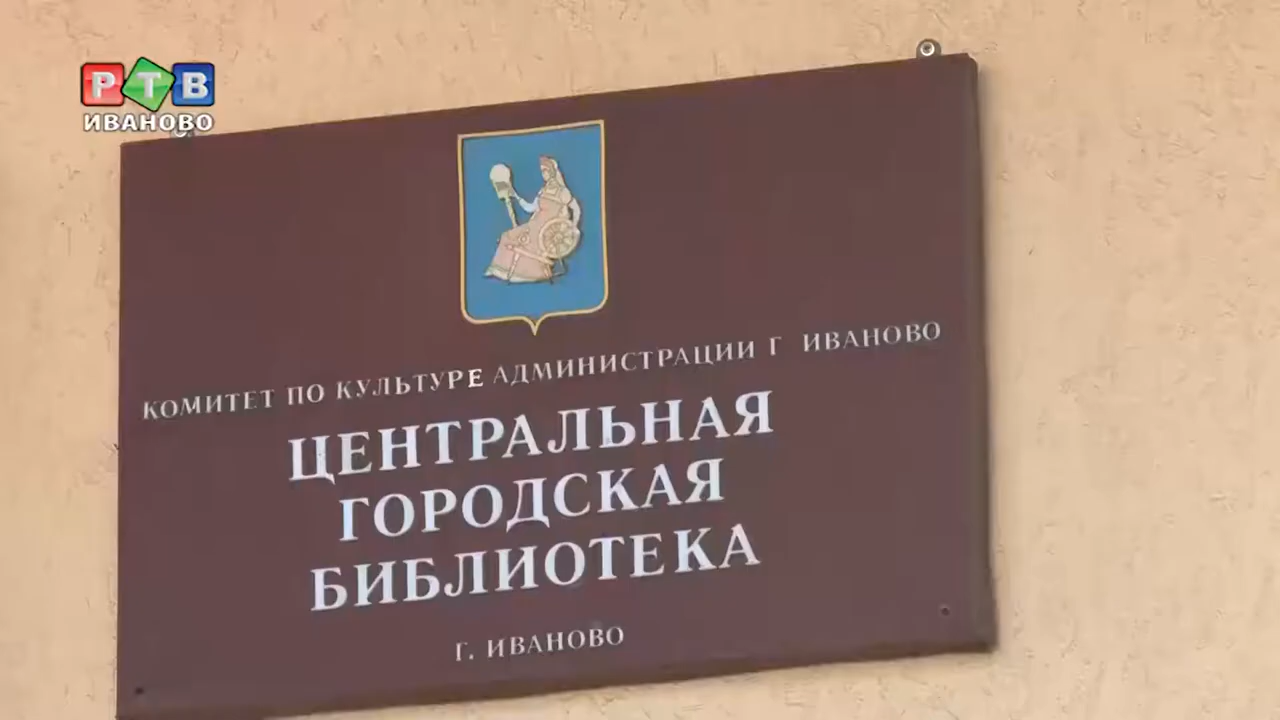 РТВ
ИВАНОВО
КОМИТЕТ ПО КУЛЬТУРЕ АДМИНИСТРАЦИИ Г ИВАНОВО
ЦЕНТРАЛЬНАЯ
ГОРОДСКАЯ
БИБЛИОТЕКА
Г. ИВАНОВО